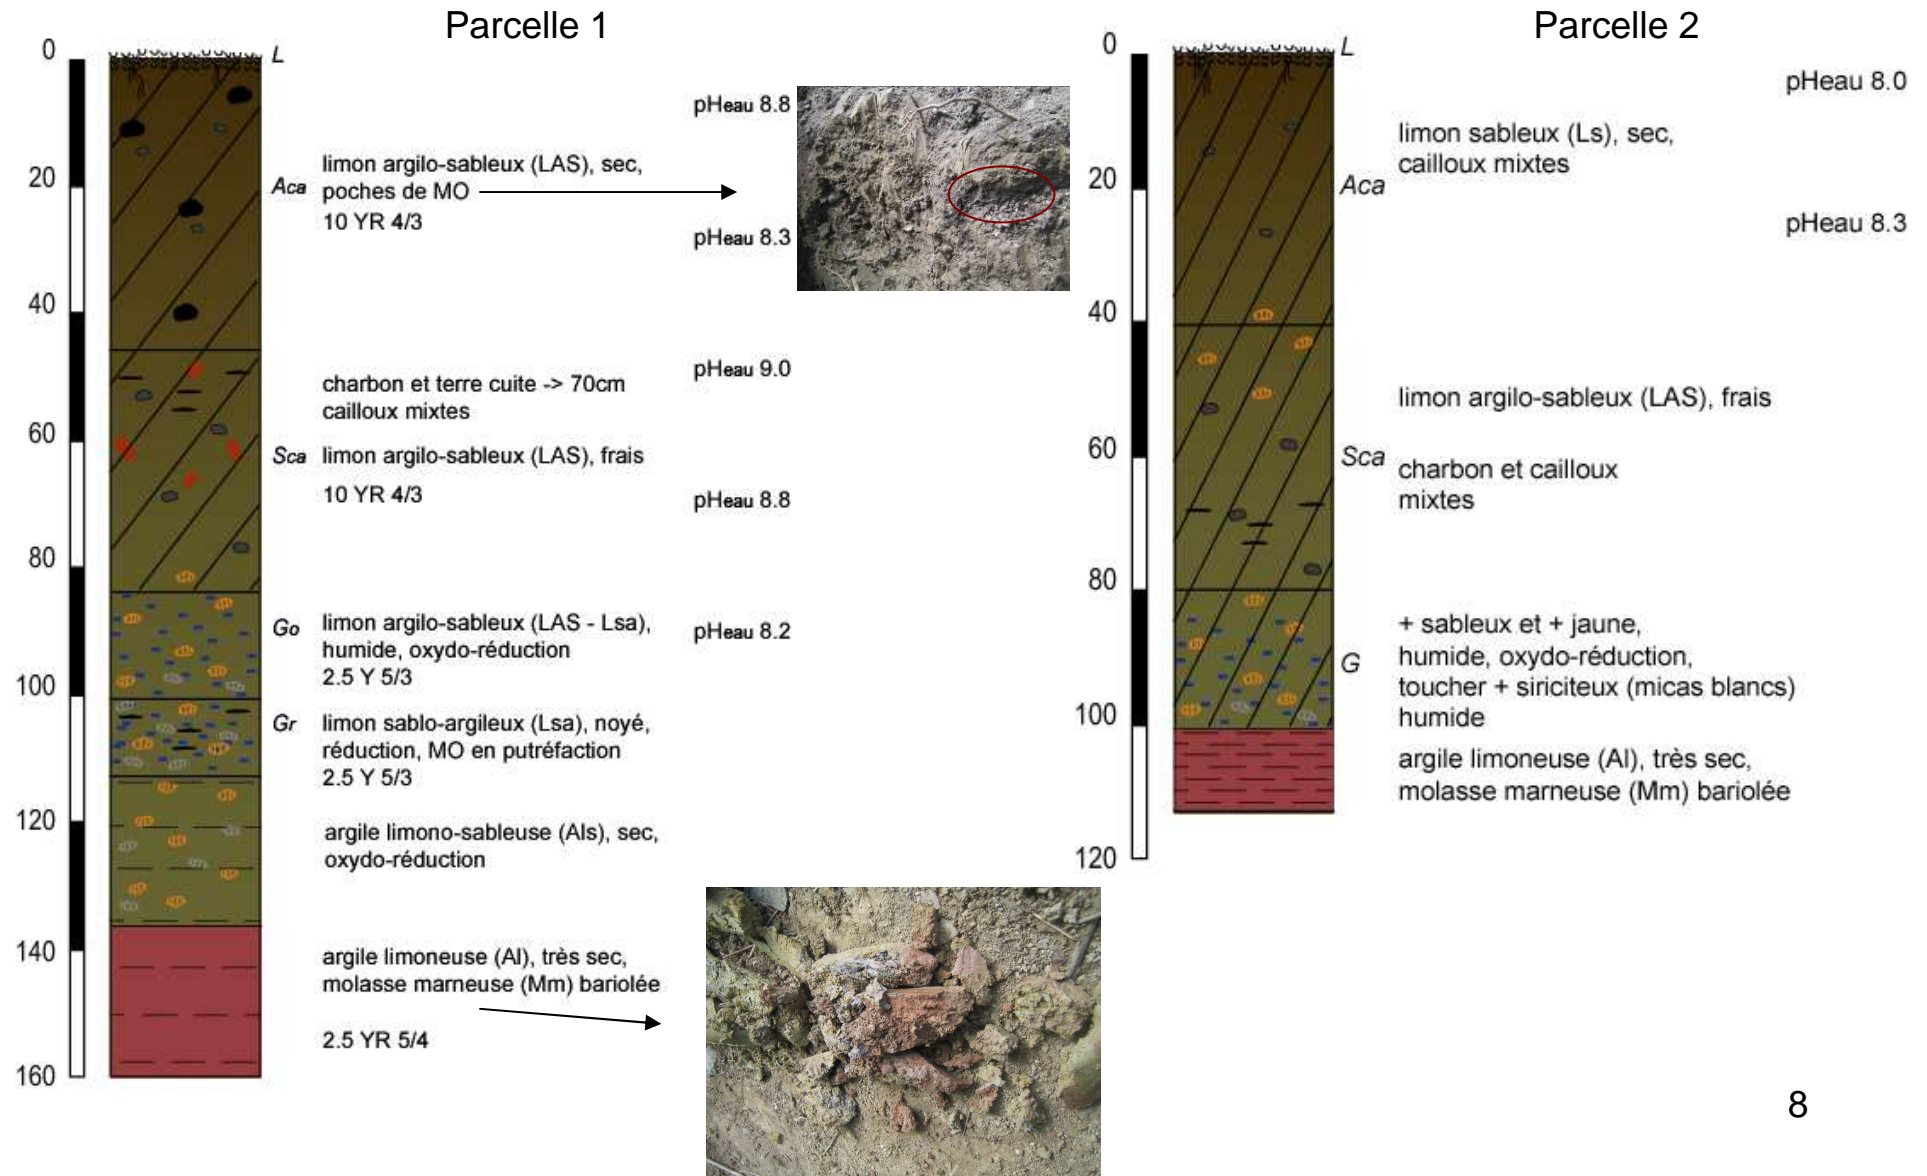 Parcelle 1
0
L
pHeau 8.8
limon argilo-sableux (LAS), sec,
20
Aca
poches de MO
10 YR 4/3
pHeau 8.3
40
pHeau 9.0
charbon et terre cuite -> 70cm
cailloux mixtes
60
Sca
limon argilo-sableux (LAS), frais
10 YR 4/3
pHeau 8.8
80
Go
limon argilo-sableux (LAS - Lsa),
humide, oxydo-réduction
2.5 Y 5/3
pHeau 8.2
100
Gr
limon sablo-argileux (Lsa), noyé,
réduction, MO en putréfaction
2.5 Y 5/3
120
argile limono-sableuse (Als), sec,
oxydo-réduction
140
argile limoneuse (Al), très sec,
molasse marneuse (Mm) bariolée
2.5 YR 5/4
160
Parcelle 2
0
L
pHeau 8.0
limon sableux (Ls), sec,
cailloux mixtes
20
Aca
pHeau 8.3
40
limon argilo-sableux (LAS), frais
60
Sca
charbon et cailloux
mixtes
80
+ sableux et + jaune,
humide, oxydo-réduction,
G
toucher + siriciteux (micas blancs)
humide
100
argile limoneuse (Al), très sec,
molasse marneuse (Mm) bariolée
120
8